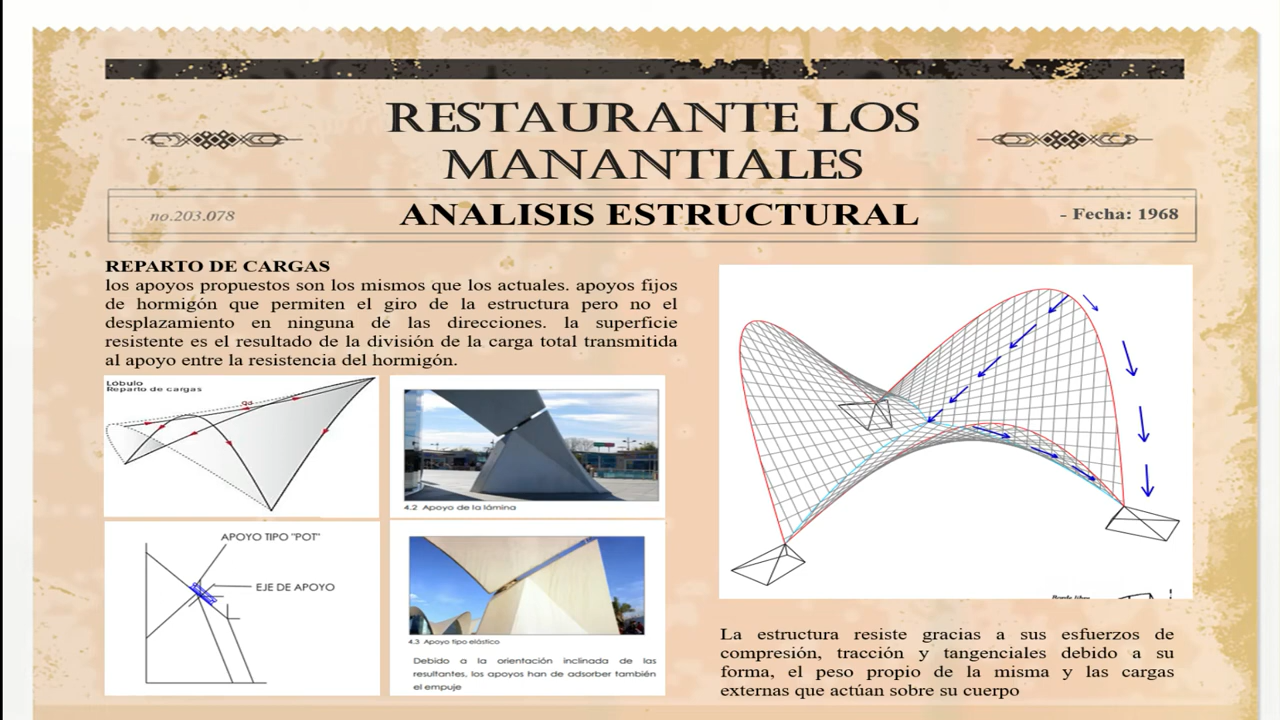 RESTAURANTE LOS
MANANTIALES
no.203.078
ANALISIS ESTRUCTURAL
- Fecha: 1968
REPARTO DE CARGAS
los apoyos propuestos son los mismos que los actuales. apoyos fijos
de hormigón que permiten el giro de la estructura pero no el
desplazamiento en ninguna de las direcciones. la superficie
resistente es el resultado de la división de la carga total transmitida
al apoyo entre la resistencia del hormigón.
Lóbulo
Reparto de cargas
4.2 Apoyo de la lámina
APOYO TIPO "POT"
EJE DE APOYO
4.3 Apoyo tipo elástico
Debido a la orientación inclinada de las
resultantes, los apoyos han de adsorber también
el empuje
Borde libre
La estructura resiste gracias a sus esfuerzos de
compresión, tracción y tangenciales debido a su
forma, el peso propio de la misma y las cargas
externas que actúan sobre su cuerpo